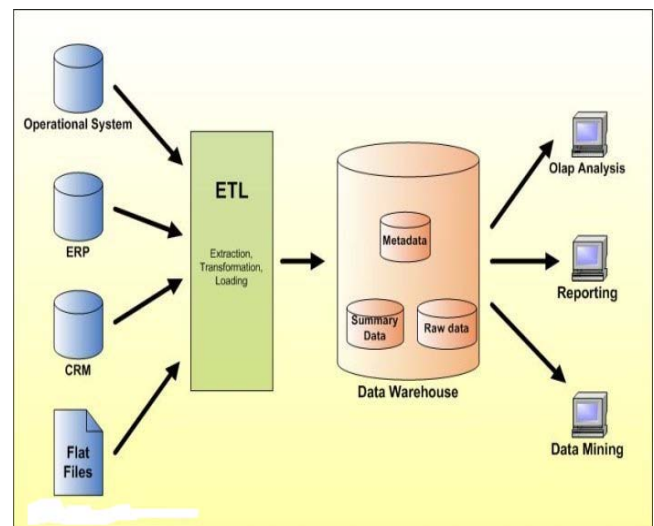 Operational System
ERP
CRM
Flat
Files
ETL
Extraction,
Transformation,
Loading
Metadata
Summary
Data
Raw data
Data Warehouse
Olap Analysis
Reporting
Data Mining